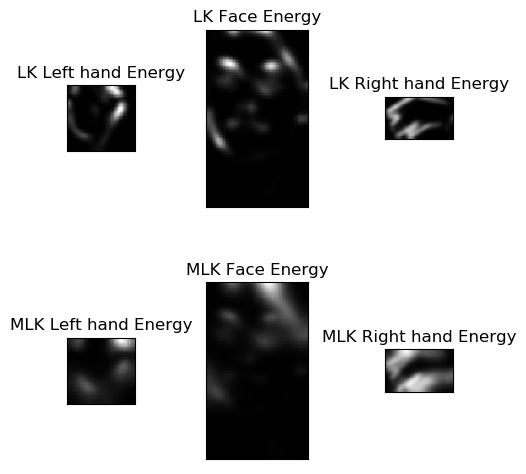 LK Face Energy
LK Left hand Energy
LK Right hand Energy
MLK Face Energy
MLK Left hand Energy
MLK Right hand Energy